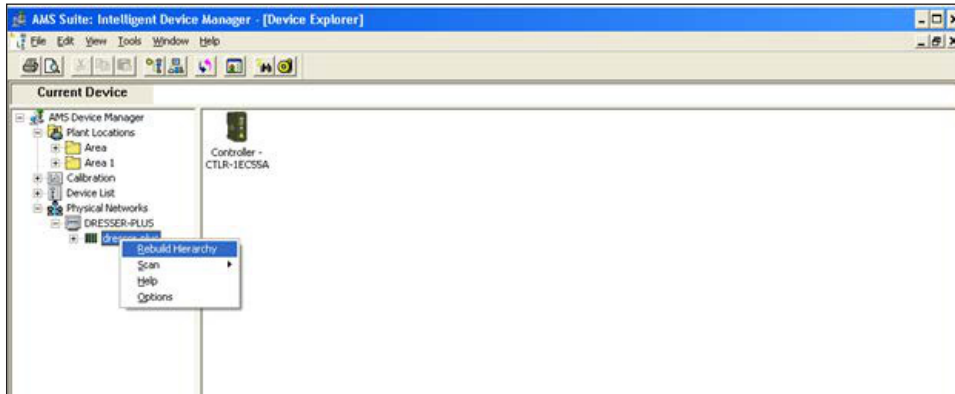 AMS Suite: Intelligent Device Manager - [Device Explorer]
File Edit View Tools Window Help
Current Device
AMS Device Manager
Plant Locations
Area
Area 1
Calibration
Device List
Physical Networks
DRESSER-PLUS
dresser-plus
Rebuild Hierarchy
Scan
Help
Options
Controller -
CTLR-1EC55A